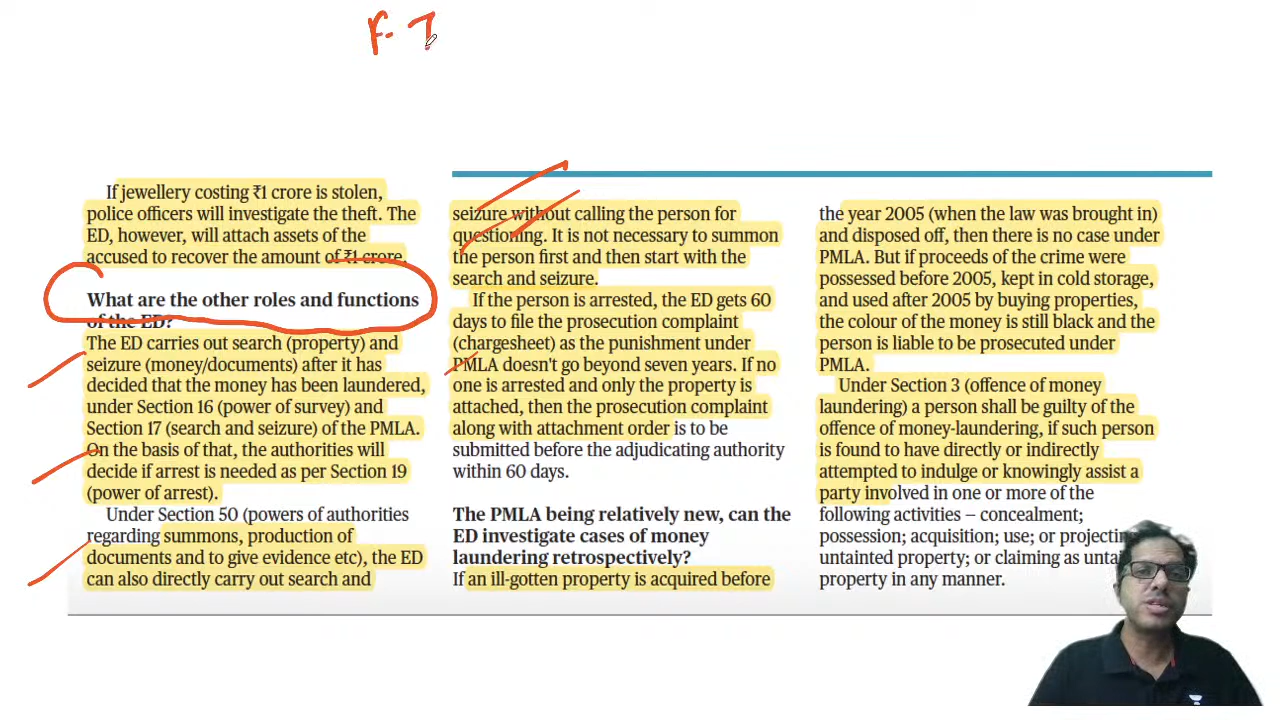 F. T
If jewellery costing ₹1 crore is stolen,
police officers will investigate the theft. The
ED, however, will attach assets of the
accused to recover the amount of ₹1 crore.
What are the other roles and functions
of the ED?
The ED carries out search (property) and
seizure (money/documents) after it has
decided that the money has been laundered,
under Section 16 (power of survey) and
Section 17 (search and seizure) of the PMLA.
On the basis of that, the authorities will
decide if arrest is needed as per Section 19
(power of arrest).
Under Section 50 (powers of authorities
regarding summons, production of
documents and to give evidence etc), the ED
can also directly carry out search and
seizure without calling the person for
questioning. It is not necessary to summon
the person first and then start with the
search and seizure.
If the person is arrested, the ED gets 60
days to file the prosecution complaint
(chargesheet) as the punishment under
PMLA doesn't go beyond seven years. If no
one is arrested and only the property is
attached, then the prosecution complaint
along with attachment order is to be
submitted before the adjudicating authority
within 60 days.
The PMLA being relatively new, can the
ED investigate cases of money
laundering retrospectively?
If an ill-gotten property is acquired before
the year 2005 (when the law was brought in)
and disposed off, then there is no case under
PMLA. But if proceeds of the crime were
possessed before 2005, kept in cold storage,
and used after 2005 by buying properties,
the colour of the money is still black and the
person is liable to be prosecuted under
PMLA.
Under Section 3 (offence of money
laundering) a person shall be guilty of the
offence of money-laundering, if such person
is found to have directly or indirectly
attempted to indulge or knowingly assist a
party involved in one or more of the
following activities – concealment;
possession; acquisition; use; or projecting
untainted property; or claiming as
property in any manner.